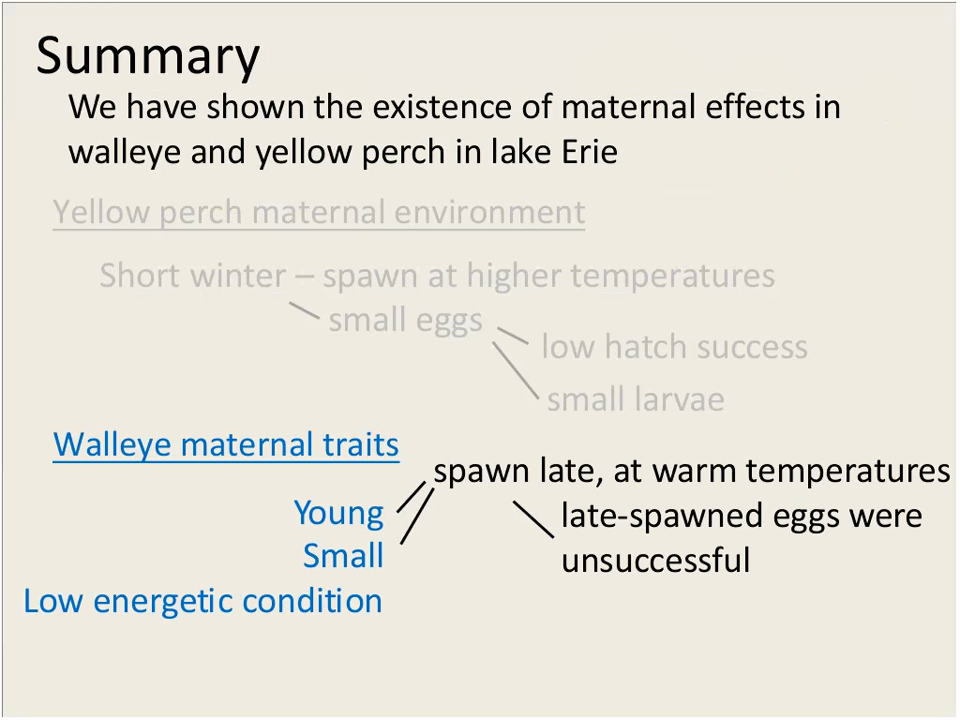 Summary
We have shown the existence of maternal effects in
walleye and yellow perch in lake Erie
Yellow perch maternal environment
Short winter – spawn at higher temperatures
small eggs
low hatch success
small larvae
Walleye maternal traits
spawn late, at warm temperatures
Young
late-spawned eggs were
Small
unsuccessful
Low energetic condition